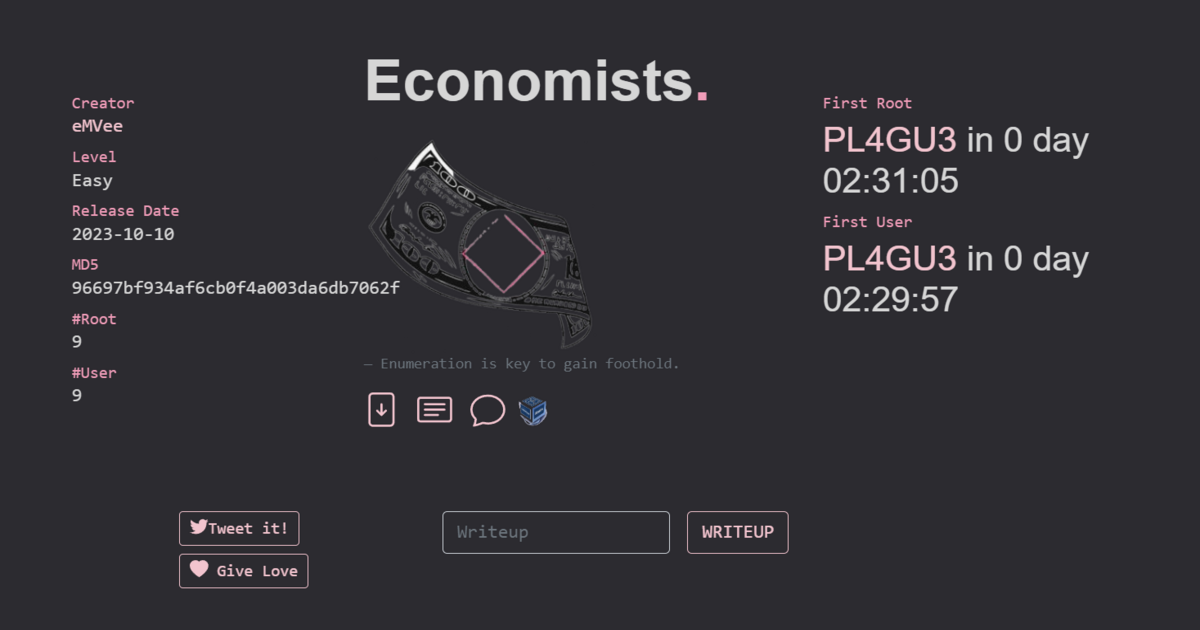 Economists.
Creator
eMVee
Level
Easy
Release Date
2023-10-10
MD5
96697bf934af6cb0f4a003da6db7062f
#Root
9
#User
9
— Enumeration is key to gain foothold.
First Root
PL4GU3 in 0 day
02:31:05
First User
PL4GU3 in 0 day
02:29:57
Tweet it!
Give Love
Writeup
WRITEUP